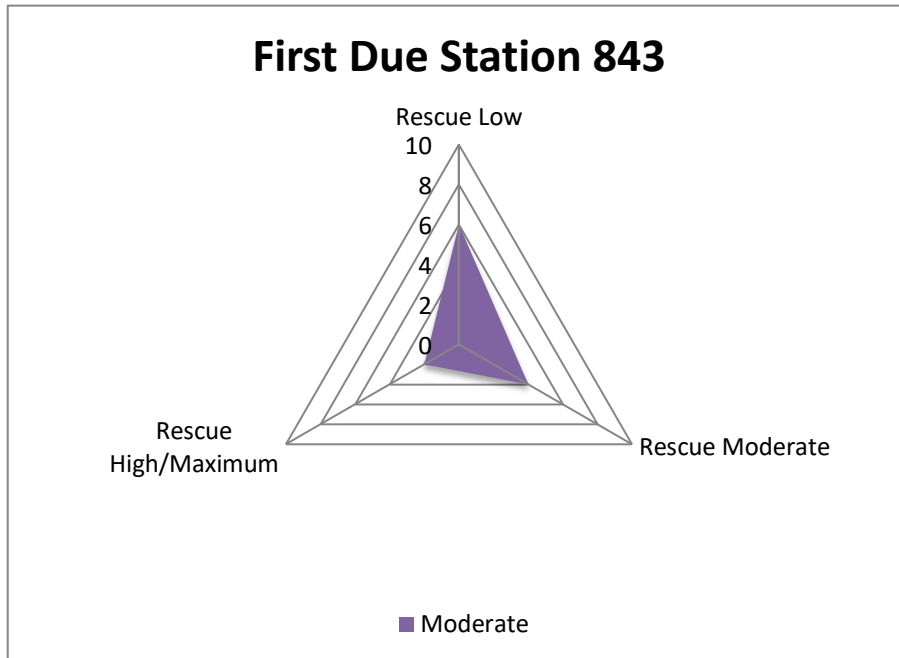 First Due Station 843
Rescue Low
10
8
6
4
2
0
Rescue
High/Maximum
Rescue Moderate
Moderate